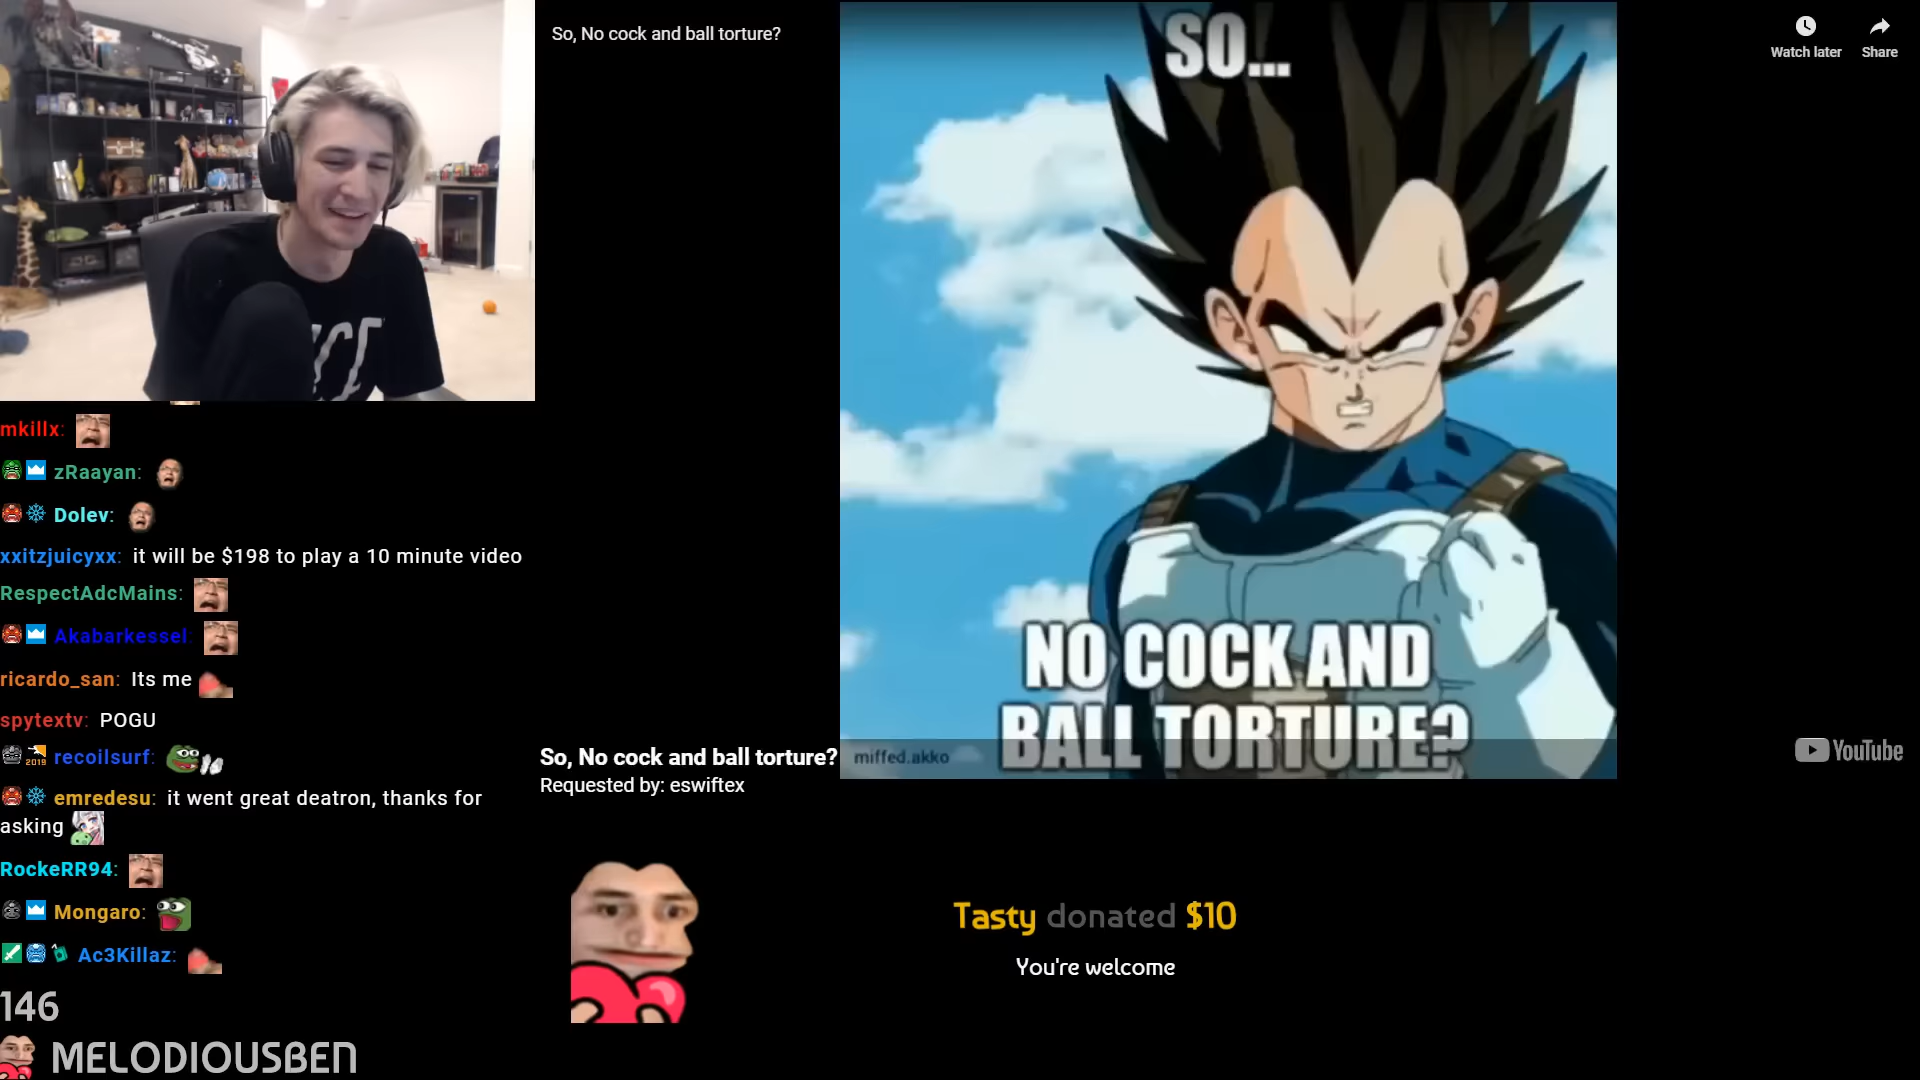 So, No cock and ball torture?
SO...
NO COCK AND
BALL TORTURE?
miffed.akko
Watch later
Share
YouTube
mkillx:
zRaayan:
Dolev:
xxitzjuicyxx: it will be $198 to play a 10 minute video
RespectAdcMains:
Akabarkessel:
ricardo_san: Its me
spytextv: POGU
2019 recoilsurf:
emredesu: it went great deatron, thanks for
asking
RockeRR94:
Mongaro:
Ac3Killaz:
146
MELODIOUSBEN
So, No cock and ball torture?
Requested by: eswiftex
Tasty donated $10
You're welcome